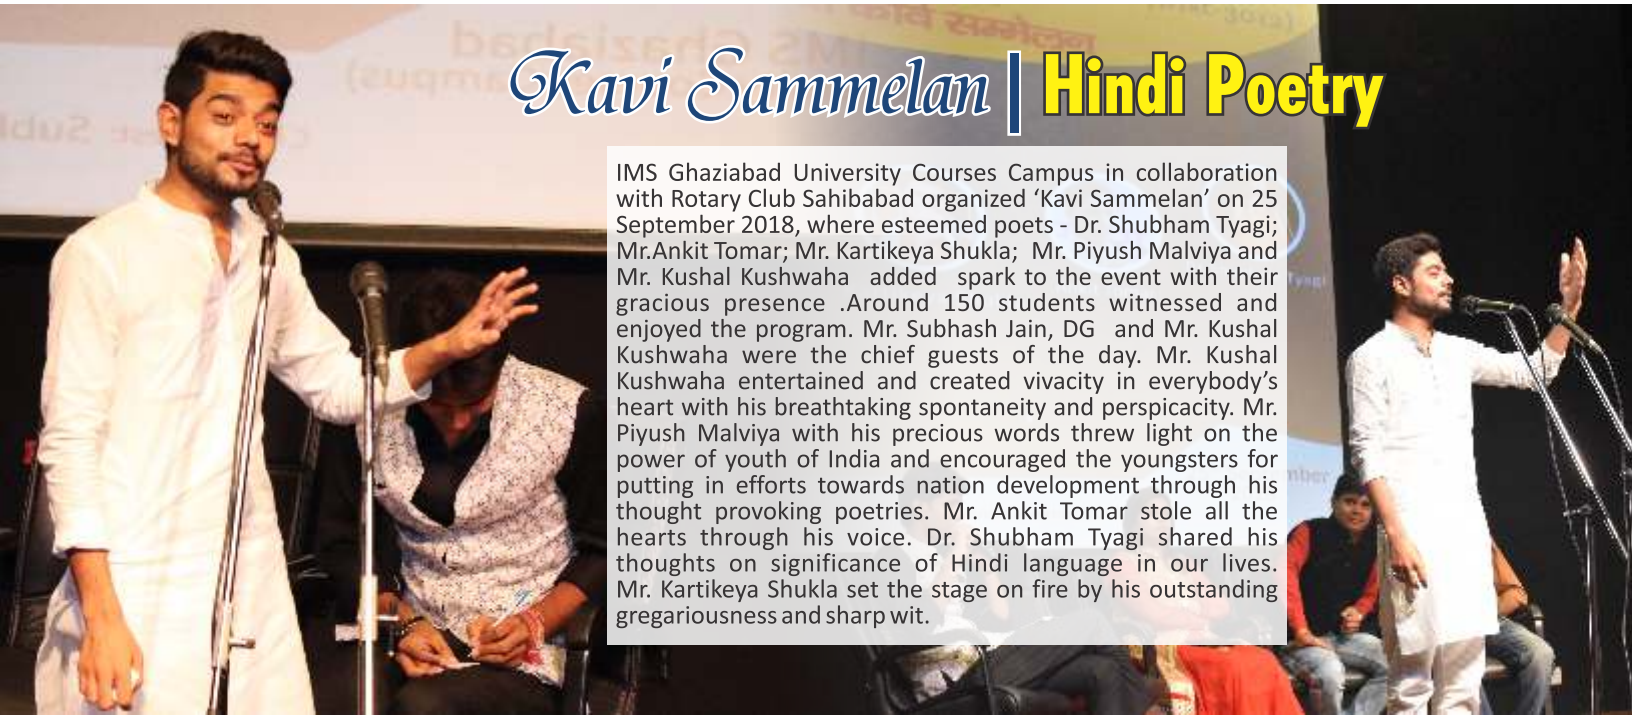 कवि सम्मेलन
Kavi Sammelan | Hindi Poetry
IMS Ghaziabad University Courses Campus in collaboration
with Rotary Club Sahibabad organized ‘Kavi Sammelan’ on 25
September 2018, where esteemed poets - Dr. Shubham Tyagi;
Mr.Ankit Tomar; Mr. Kartikeya Shukla;  Mr. Piyush Malviya and
Mr. Kushal Kushwaha  added  spark to the event with their
gracious presence .Around 150 students witnessed and
enjoyed the program. Mr. Subhash Jain, DG  and Mr. Kushal
Kushwaha were the chief guests of the day. Mr. Kushal
Kushwaha entertained and created vivacity in everybody’s
heart with his breathtaking spontaneity and perspicacity. Mr.
Piyush Malviya with his precious words threw light on the
power of youth of India and encouraged the youngsters for
putting in efforts towards nation development through his
thought provoking poetries. Mr. Ankit Tomar stole all the
hearts through his voice. Dr. Shubham Tyagi shared his
thoughts on significance of Hindi language in our lives.
Mr. Kartikeya Shukla set the stage on fire by his outstanding
gregariousness and sharp wit.
IMS Ghaziabad
Tyagi